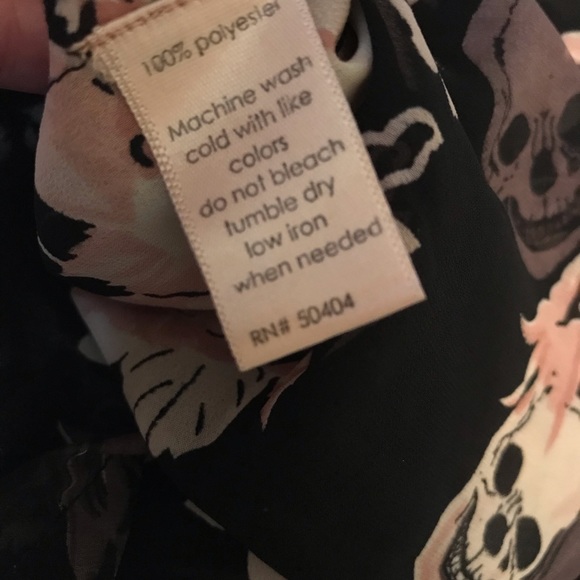 100% polyester
Machine wash
cold with like
colors
do not bleach
tumble dry
low iron
when needed
RN# 50404